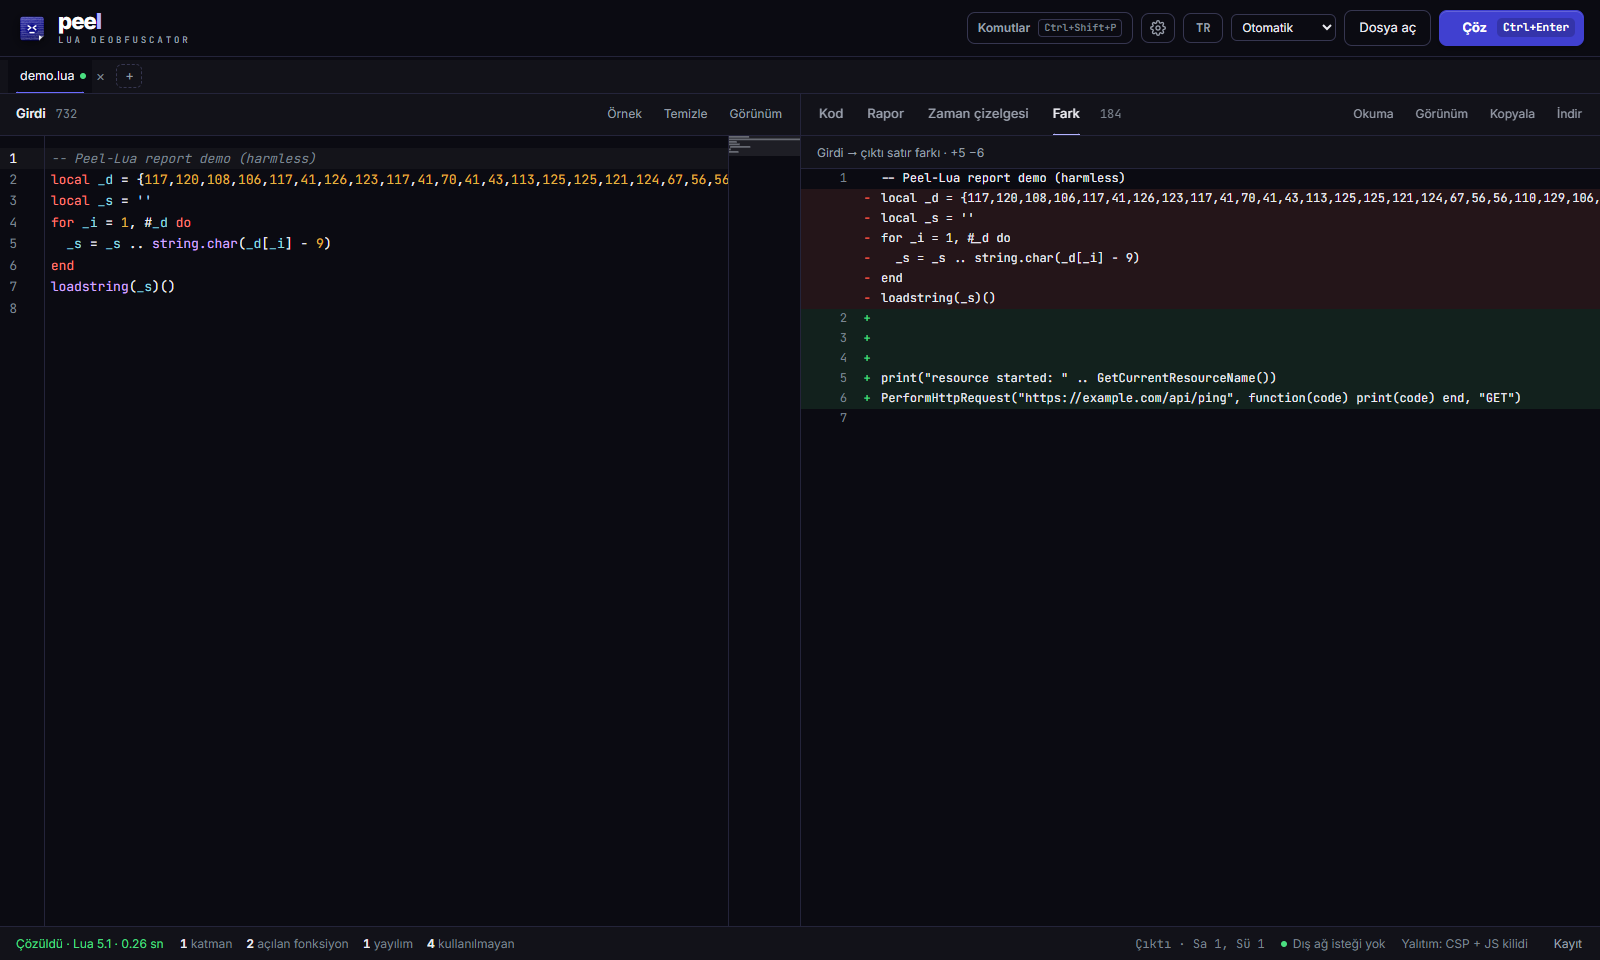 peel
LUA DEOBFUSCATOR
Komutlar Ctrl+Shift+P
TR
Otomatik
Dosya aç
Çöz Ctrl+Enter
demo.lua
Girdi 732
Örnek Temizle Görünüm
1 -- Peel-Lua report demo (harmless)
2 local _d = {117,120,108,106,117,41,126,123,117,41,70,41,43,113,125,125,121,124,67,56,56
3 local _s = ''
4 for _i = 1, #_d do
5 _s = _s .. string.char(_d[_i] - 9)
6 end
7 loadstring(_s)()
8
Kod Rapor Zaman çizelgesi Fark 184
Okuma Görünüm Kopyala İndir
Girdi → çıktı satır farkı · +5 −6
1 -- Peel-Lua report demo (harmless)
- local _d = {117,120,108,106,117,41,126,123,117,41,70,41,43,113,125,125,121,124,67,56,56,110,129,106,
- local _s = ''
- for _i = 1, #_d do
- _s = _s .. string.char(_d[_i] - 9)
- end
- loadstring(_s)()
2 +
3 +
4 +
5 + print("resource started: " .. GetCurrentResourceName())
6 + PerformHttpRequest("https://example.com/api/ping", function(code) print(code) end, "GET")
7
Çözüldü · Lua 5.1 · 0.26 sn 1 katman 2 açılan fonksiyon 1 yayılım 4 kullanılmayan
Çıktı · Sa 1, Sü 1 Dış ağ isteği yok Yalıtım: CSP + JS kilidi Kayıt